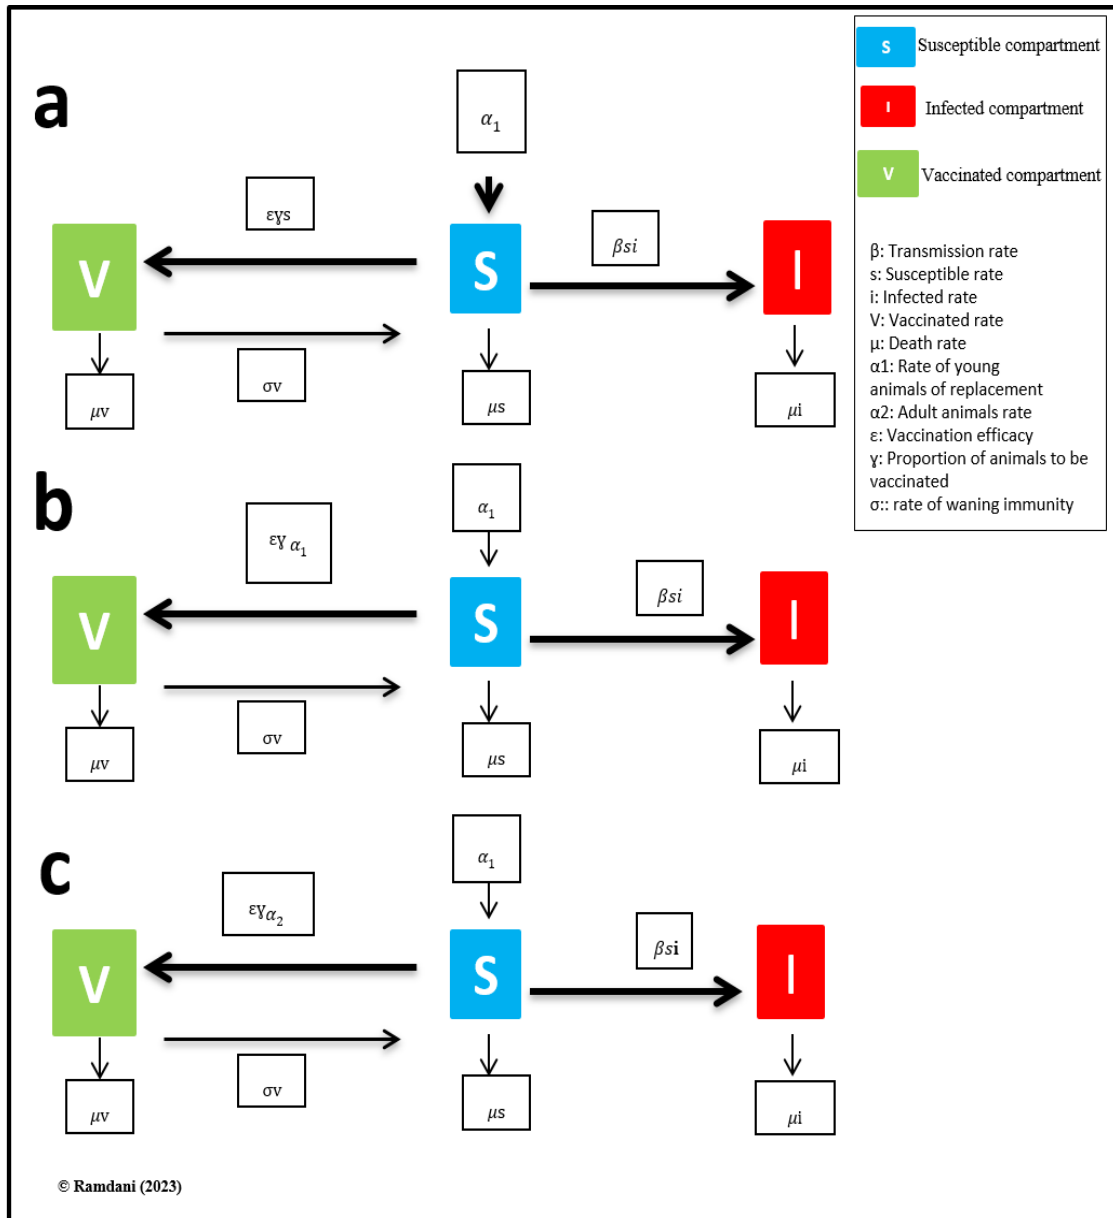 a
α₁
εɣs
βsi
V
S
I
σv
μv
μs
μi
b
α₁
εɣ α₁
βsi
V
S
I
σv
μv
μs
μi
c
α₁
εɣα₂
βsi
V
S
I
σv
μv
μs
μi
S Susceptible compartment
I Infected compartment
V Vaccinated compartment
β: Transmission rate
s: Susceptible rate
i: Infected rate
V: Vaccinated rate
μ: Death rate
α1: Rate of young
animals of replacement
α2: Adult animals rate
ε: Vaccination efficacy
ɣ: Proportion of animals to be
vaccinated
σ:: rate of waning immunity
© Ramdani (2023)